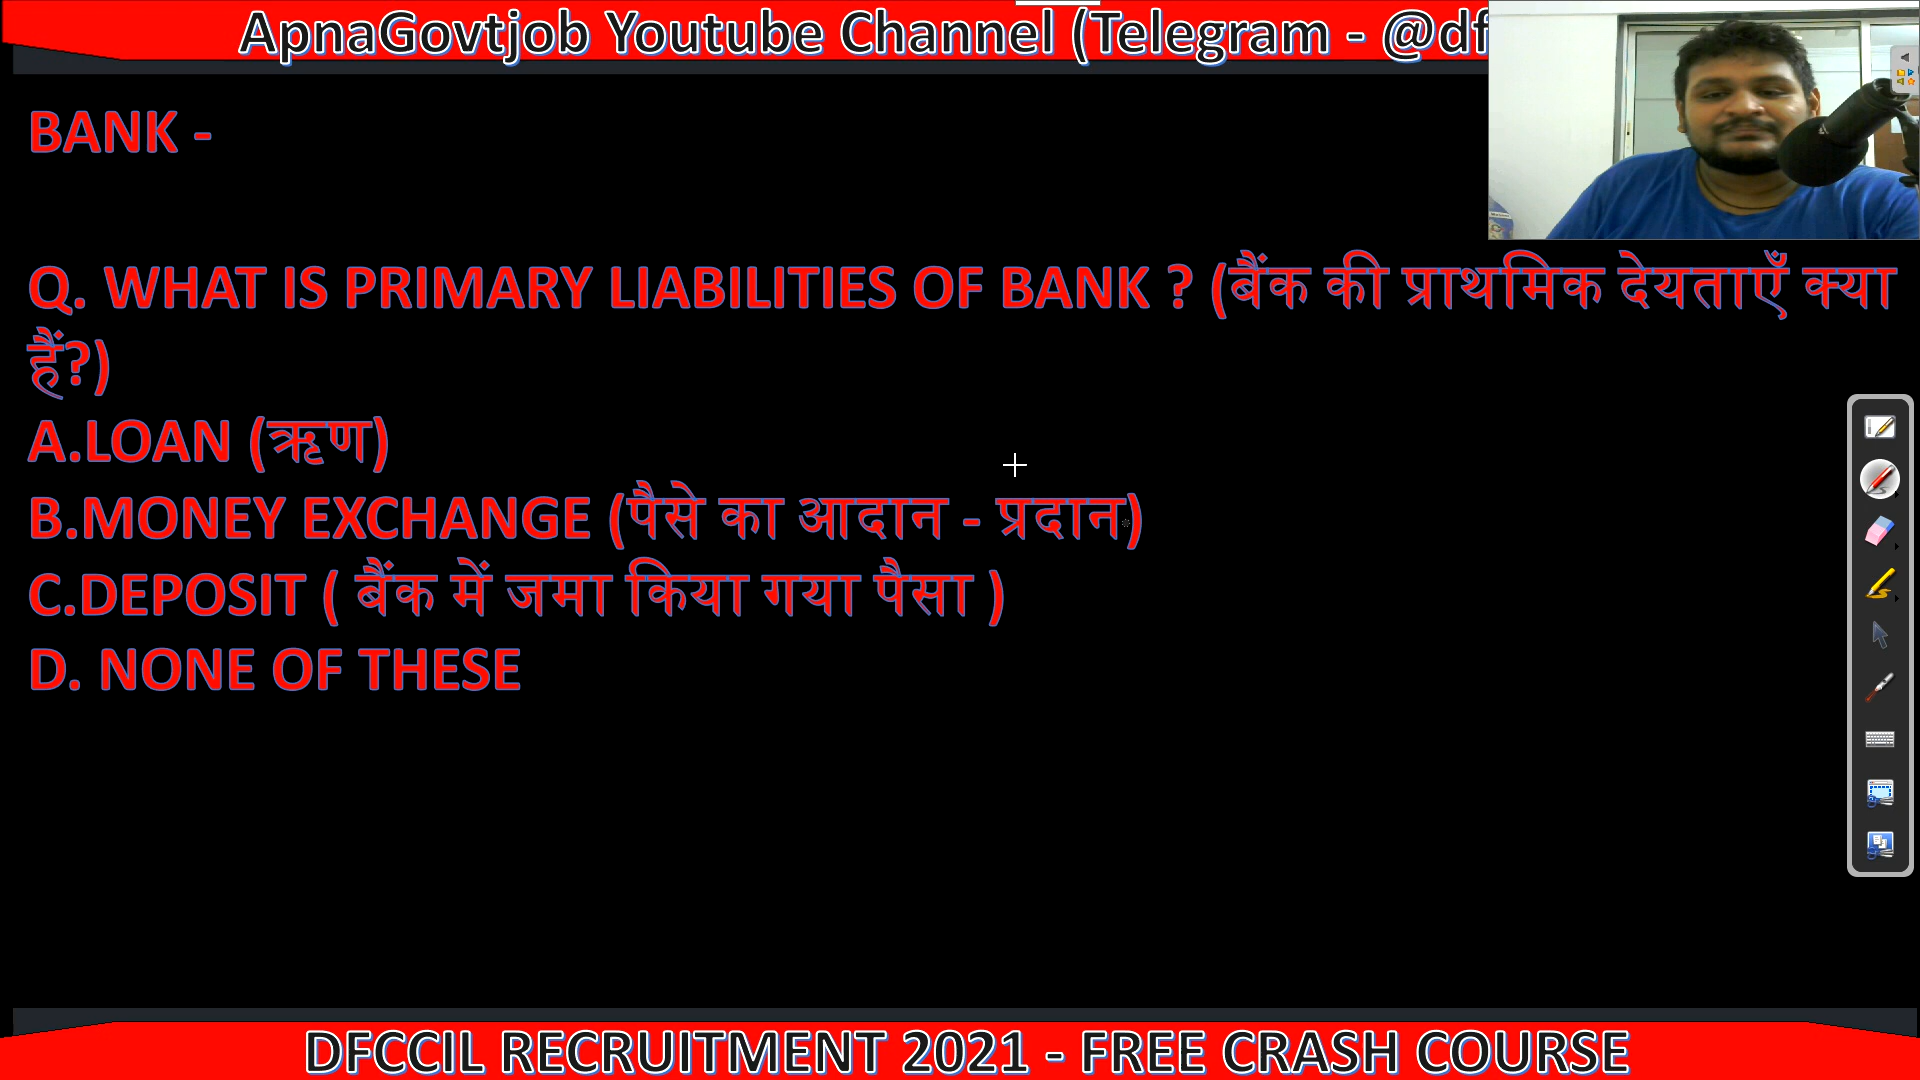 ApnaGovtjob Youtube Channel (Telegram - @df
BANK -
Q. WHAT IS PRIMARY LIABILITIES OF BANK ? (बैंक की प्राथमिक देयताएँ क्या
हैं?)
A.LOAN (ऋण)
B.MONEY EXCHANGE (पैसे का आदान - प्रदान)
C.DEPOSIT ( बैंक में जमा किया गया पैसा )
D. NONE OF THESE
DFCCIL RECRUITMENT 2021 - FREE CRASH COURSE